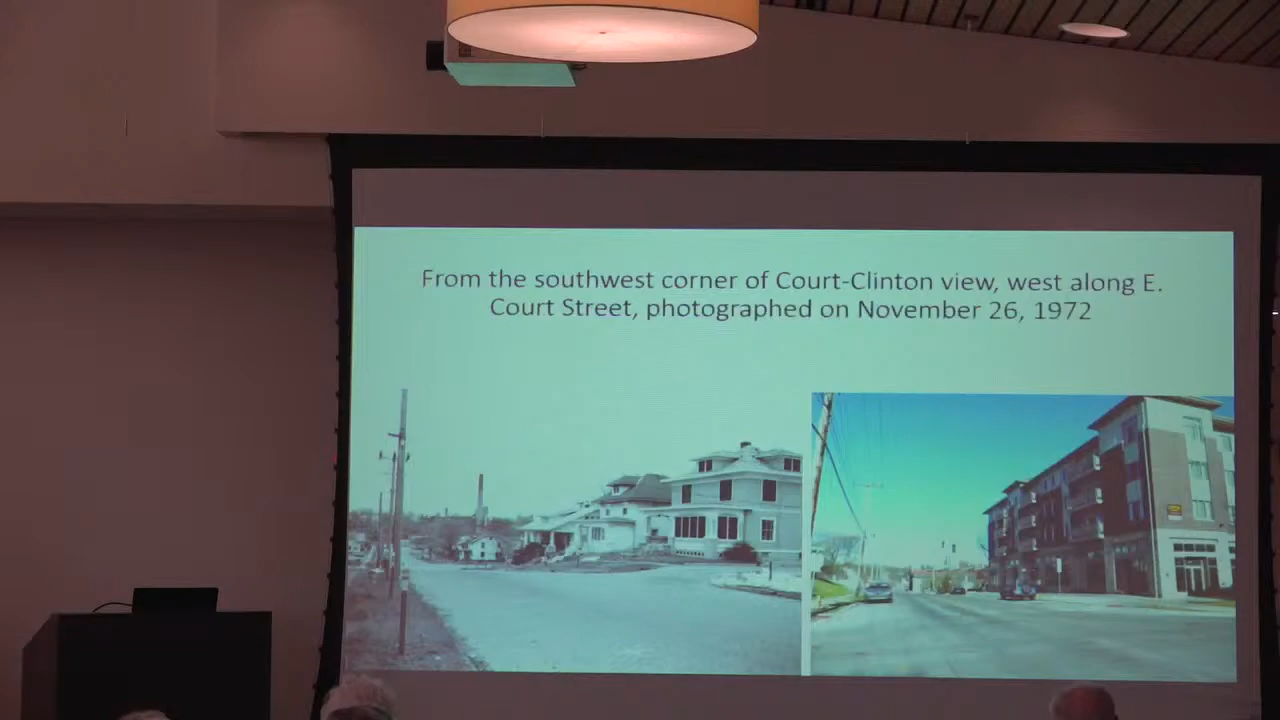 From the southwest corner of Court-Clinton view, west along E.
Court Street, photographed on November 26, 1972